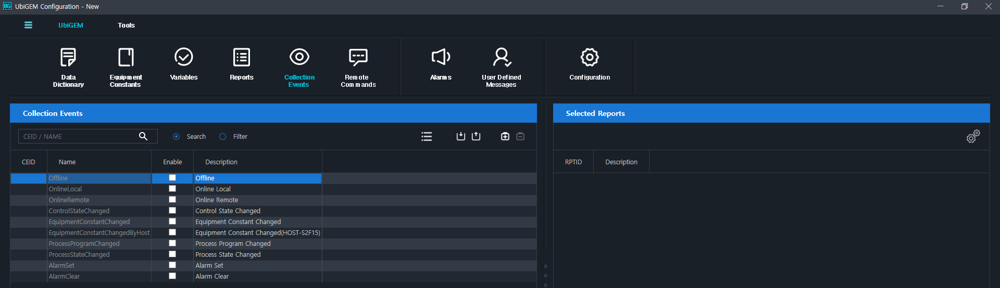 UG UbiGEM Configuration - New
UbiGEM Tools
Data Dictionary
Equipment Constants
Variables
Reports
Collection Events
Remote Commands
Alarms
User Defined Messages
Configuration
Collection Events
CEID / NAME Search Filter
CEID Name Enable Description
Offline Offline
OnlineLocal Online Local
OnlineRemote Online Remote
ControlStateChanged Control State Changed
EquipmentConstantChanged Equipment Constant Changed
EquipmentConstantChangedByHost Equipment Constant Changed(HOST-S2F15)
ProcessProgramChanged Process Program Changed
ProcessStateChanged Process State Changed
AlarmSet Alarm Set
AlarmClear Alarm Clear
Selected Reports
RPTID Description